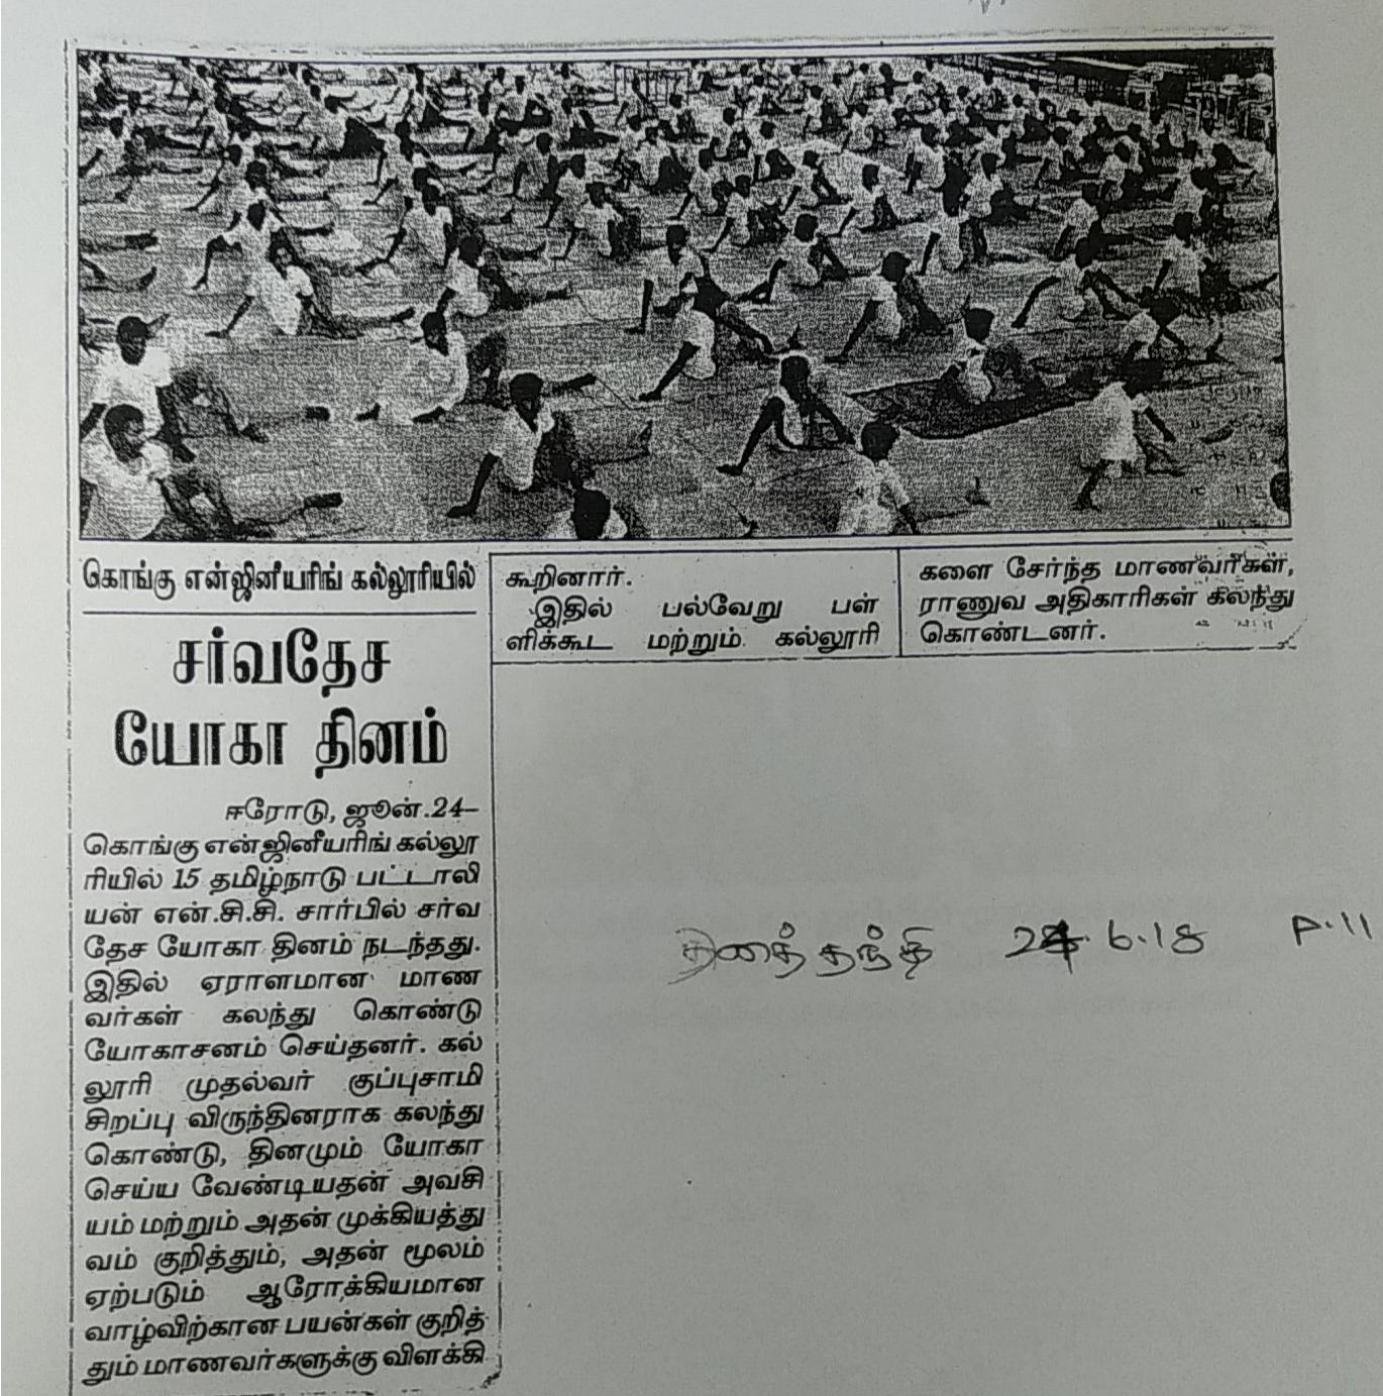 கொங்கு என்ஜினீயரிங் கல்லூரியில்
சர்வதேச
யோகா தினம்
ஈரோடு, ஜூன்.24–
கொங்கு என்ஜினீயரிங் கல்லூ
ரியில் 15 தமிழ்நாடு பட்டாலி
யன் என்.சி.சி. சார்பில் சர்வ
தேச யோகா தினம் நடந்தது.
இதில் ஏராளமான மாண
வர்கள் கலந்து கொண்டு
யோகாசனம் செய்தனர். கல்
லூரி முதல்வர் குப்புசாமி
சிறப்பு விருந்தினராக கலந்து
கொண்டு, தினமும் யோகா
செய்ய வேண்டியதன் அவசி
யம் மற்றும் அதன் முக்கியத்து
வம் குறித்தும், அதன் மூலம்
ஏற்படும் ஆரோக்கியமான
வாழ்விற்கான பயன்கள் குறித்
தும் மாணவர்களுக்கு விளக்கி
கூறினார்.
இதில் பல்வேறு பள்
ளிக்கூட மற்றும் கல்லூரி
களை சேர்ந்த மாணவர்கள்,
ராணுவ அதிகாரிகள் கலந்து
கொண்டனர்.
தினத்தந்தி 24.6.18 P.11